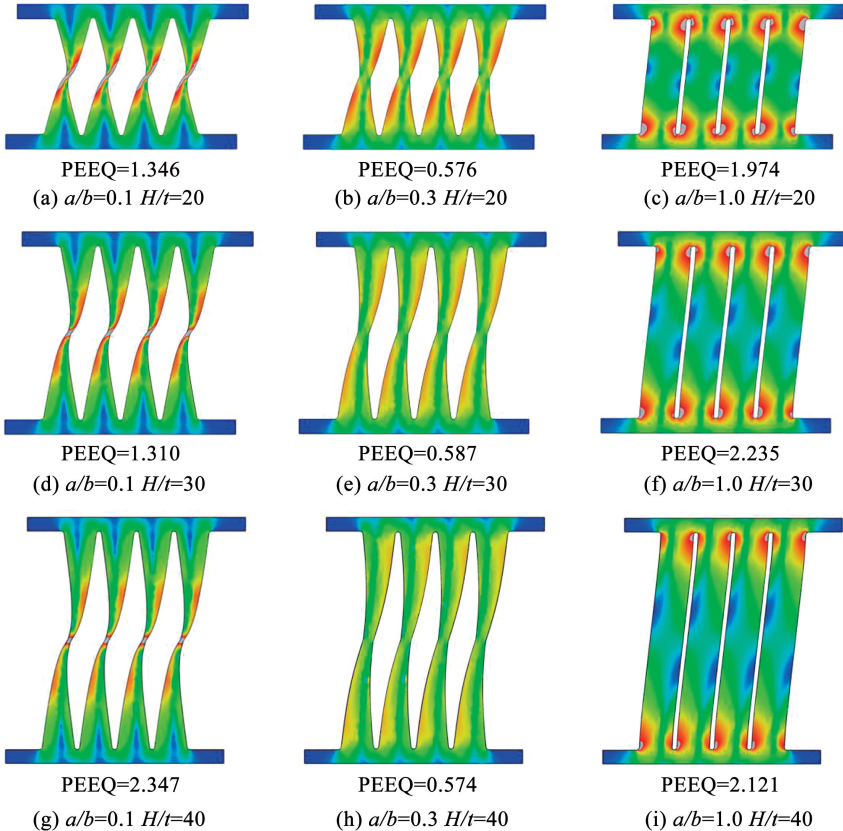 PEEQ=1.346 PEEQ=0.576 PEEQ=1.974
(a) a/b=0.1 H/t=20 (b) a/b=0.3 H/t=20 (c) a/b=1.0 H/t=20
PEEQ=1.310 PEEQ=0.587 PEEQ=2.235
(d) a/b=0.1 H/t=30 (e) a/b=0.3 H/t=30 (f) a/b=1.0 H/t=30
PEEQ=2.347 PEEQ=0.574 PEEQ=2.121
(g) a/b=0.1 H/t=40 (h) a/b=0.3 H/t=40 (i) a/b=1.0 H/t=40